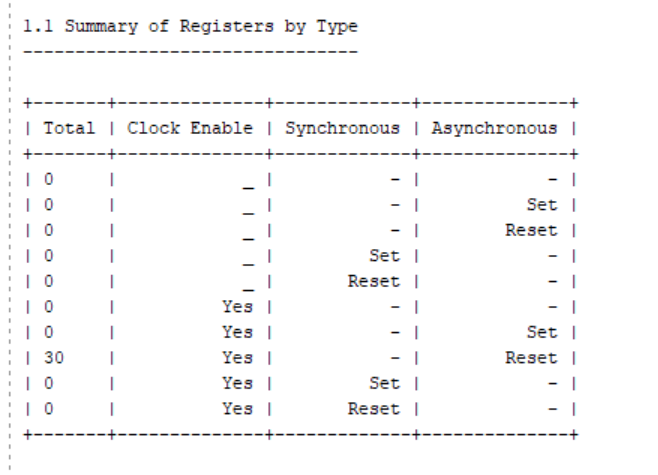 1.1 Summary of Registers by Type
--------------------------------
+-------+--------------+-------------+--------------+
| Total | Clock Enable | Synchronous | Asynchronous |
+-------+--------------+-------------+--------------+
| 0     |            _ |           - |            - |
| 0     |            _ |           - |          Set |
| 0     |            _ |           - |        Reset |
| 0     |            _ |         Set |            - |
| 0     |            _ |       Reset |            - |
| 0     |          Yes |           - |            - |
| 0     |          Yes |           - |          Set |
| 30    |          Yes |           - |        Reset |
| 0     |          Yes |         Set |            - |
| 0     |          Yes |       Reset |            - |
+-------+--------------+-------------+--------------+